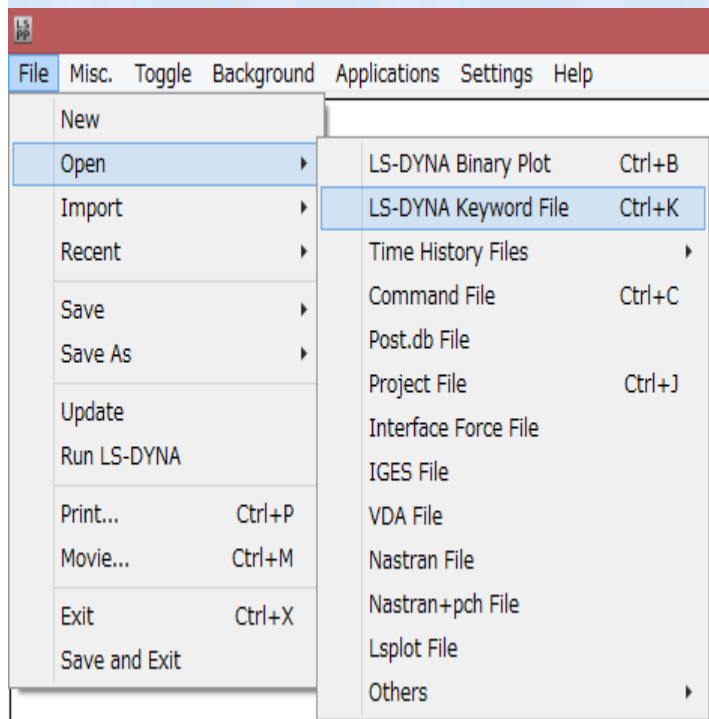 LS
PP
File Misc. Toggle Background Applications Settings Help
New
Open
Import
Recent
Save
Save As
Update
Run LS-DYNA
Print... Ctrl+P
Movie... Ctrl+M
Exit Ctrl+X
Save and Exit
LS-DYNA Binary Plot Ctrl+B
LS-DYNA Keyword File Ctrl+K
Time History Files
Command File Ctrl+C
Post.db File
Project File Ctrl+J
Interface Force File
IGES File
VDA File
Nastran File
Nastran+pch File
Lsplot File
Others